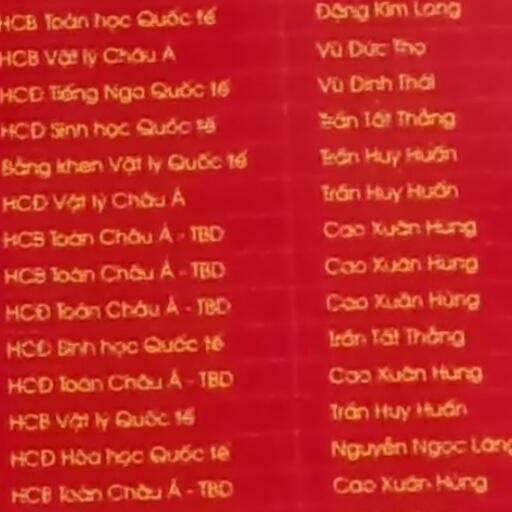 HCB Toán học Quốc tế Đặng Kim Long
HCB Vật lý Châu Á Vũ Đức Thọ
HCĐ Tiếng Nga Quốc tế Vũ Đình Thái
HCĐ Sinh học Quốc tế Trần Tất Thắng
Bằng khen Vật lý Quốc tế Trần Huy Huấn
HCĐ Vật lý Châu Á Trần Huy Huấn
HCB Toán Châu Á - TBD Cao Xuân Hùng
HCB Toán Châu Á - TBD Cao Xuân Hùng
HCĐ Toán Châu Á - TBD Cao Xuân Hùng
HCĐ Sinh học Quốc tế Trần Tất Thắng
HCĐ Toán Châu Á - TBD Cao Xuân Hùng
HCB Vật lý Quốc tế Trần Huy Huấn
HCĐ Hóa học Quốc tế Nguyễn Ngọc
HCB Toán Châu Á - TBD Cao Xuân Hùng